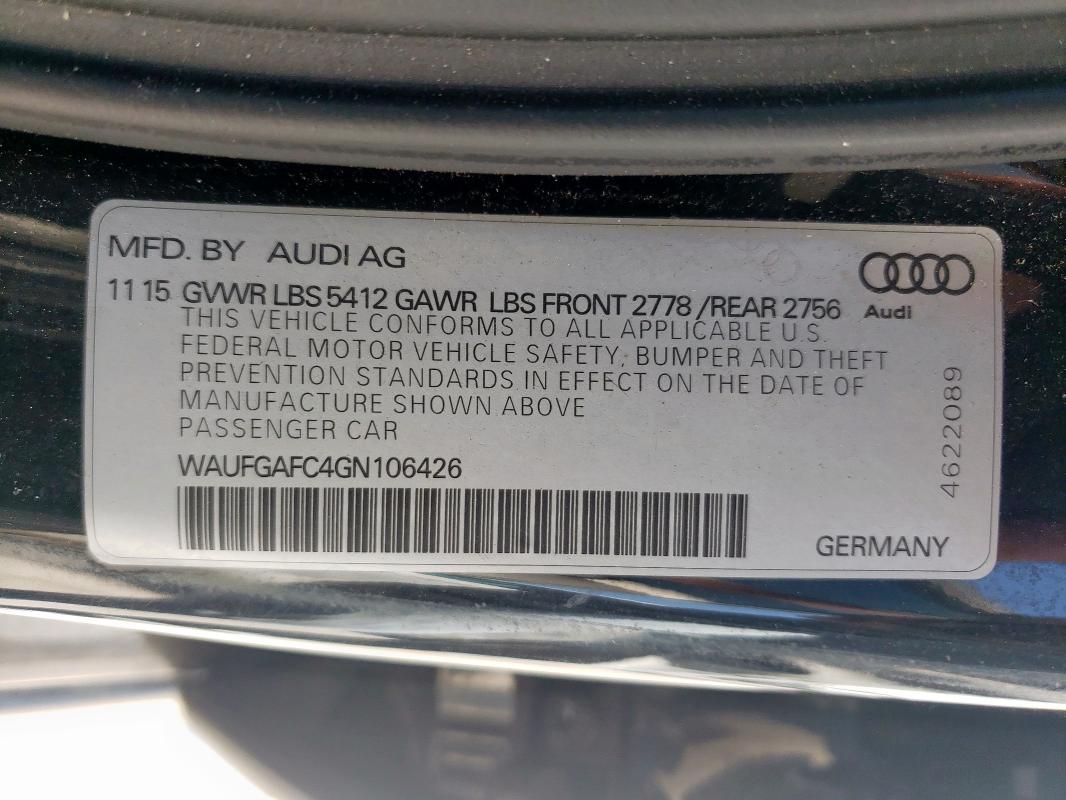 MFD. BY AUDI AG
11 15 GVWR LBS 5412 GAWR LBS FRONT 2778 /REAR 2756
Audi
THIS VEHICLE CONFORMS TO ALL APPLICABLE U.S.
FEDERAL MOTOR VEHICLE SAFETY, BUMPER AND THEFT
PREVENTION STANDARDS IN EFFECT ON THE DATE OF
MANUFACTURE SHOWN ABOVE
PASSENGER CAR
WAUFGAFC4GN106426
4622089
GERMANY